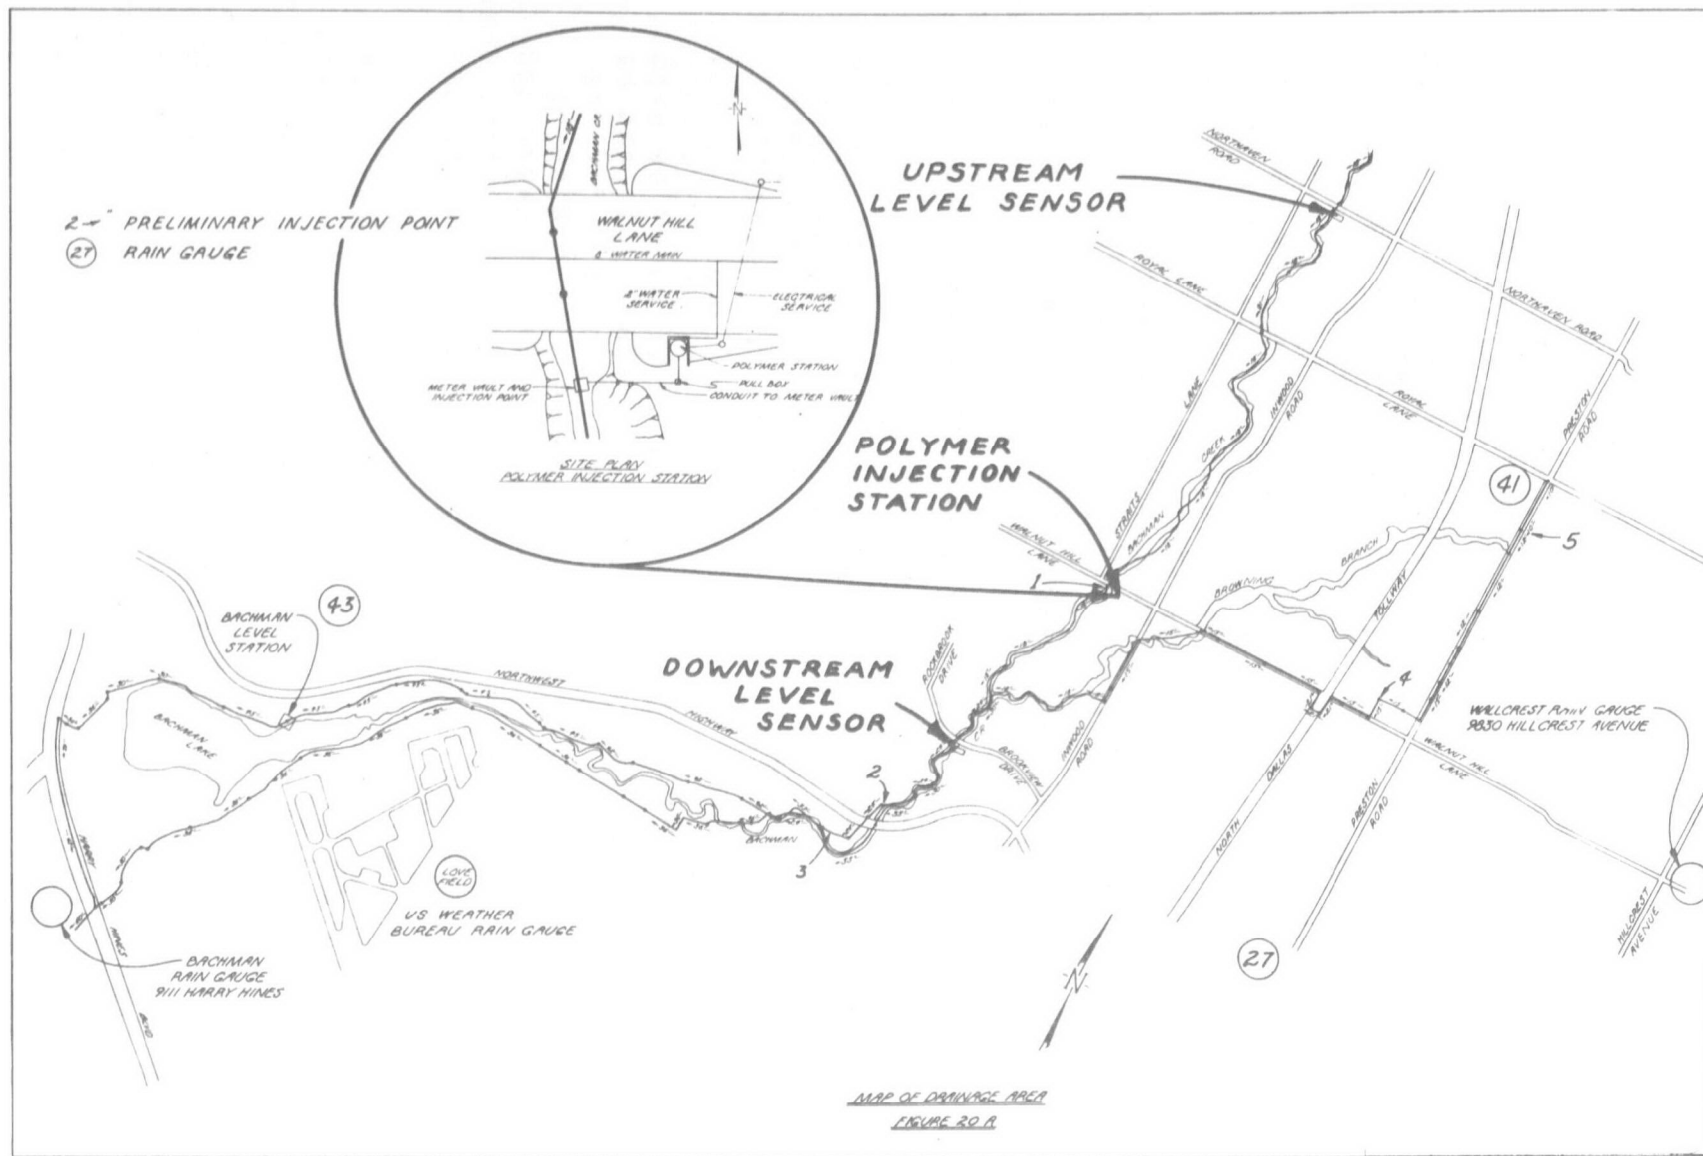 2 PRELIMINARY INJECTION POINT
27 RAIN GAUGE
N
BACHMAN CR.
WALNUT HILL
LANE
WATER MAIN
WATER
SERVICE
ELECTRICAL
SERVICE
POLYMER STATION
PULL BOX
CONDUIT TO METER VAULT
METER VAULT AND
INJECTION POINT
SITE PLAN
POLYMER INJECTION STATION
UPSTREAM
LEVEL SENSOR
NORTHAVEN
ROAD
ROYAL LANE
NORTHAVEN ROAD
ROYAL
LANE
PRESTON
ROAD
INWOOD
ROAD
LANE
STRAITS
CREEK
BACHMAN
POLYMER
INJECTION
STATION
WALNUT HILL
LANE
1
41
5
BROWNING
BRANCH
TOLLWAY
4
BACHMAN
LEVEL
STATION
43
NORTHWEST
HIGHWAY
DOWNSTREAM
LEVEL
SENSOR
ROCKBROOK
DRIVE
CR.
BROOKVIEW
DRIVE
INWOOD
ROAD
2
3
BACHMAN
BACHMAN
LAKE
WALLCREST RAIN GAUGE
9830 HILLCREST AVENUE
WALNUT HILL
LANE
NORTH
DALLAS
PRESTON
ROAD
HILLCREST
AVENUE
27
LOVE
FIELD
US WEATHER
BUREAU RAIN GAUGE
HARRY
HINES
BLVD
BACHMAN
RAIN GAUGE
9111 HARRY HINES
N
MAP OF DRAINAGE AREA
FIGURE 20 A